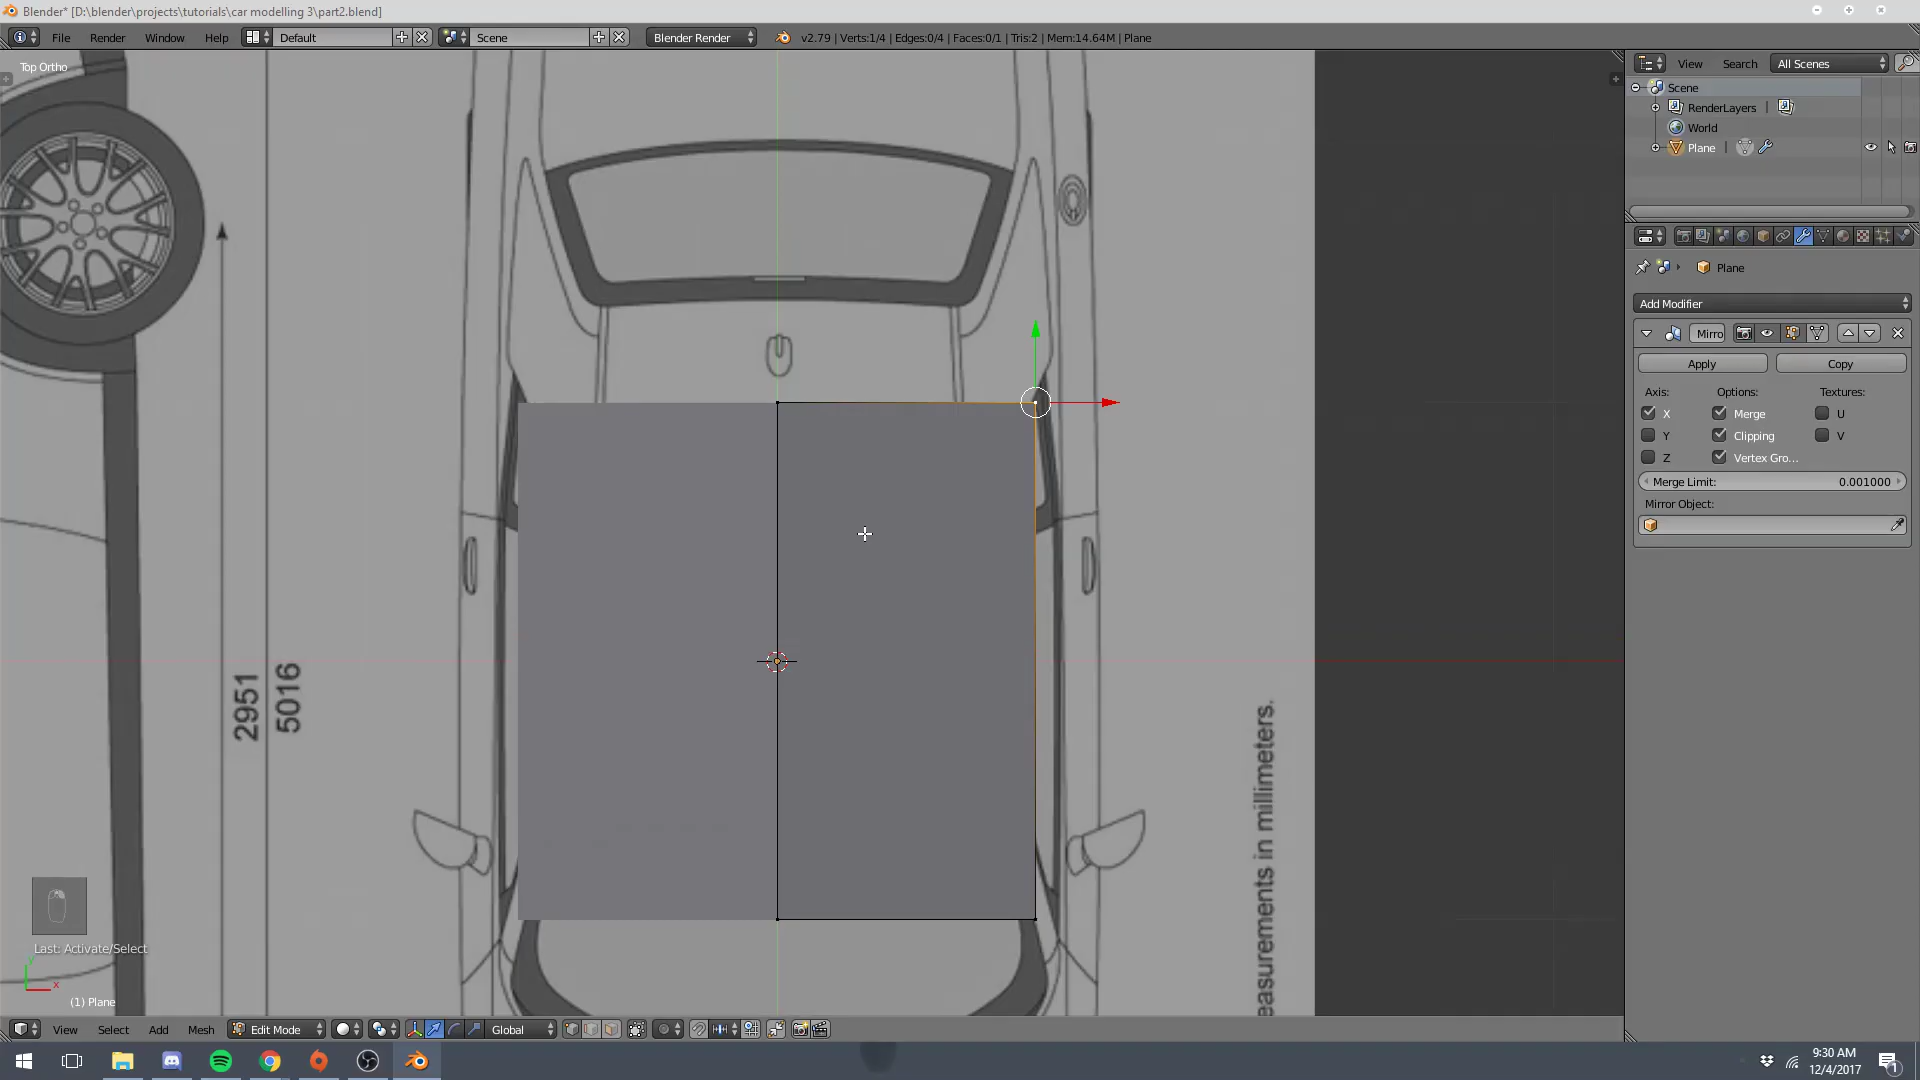 Blender* [D:\blender\projects\tutorials\car modelling 3\part2.blend]
File Render Window Help Default Scene Blender Render v2.79 | Verts:1/4 | Edges:0/4 | Faces:0/1 | Tris:2 | Mem:14.64M | Plane
Top Ortho
View Search All Scenes
Scene
RenderLayers
World
Plane
Plane
Add Modifier
Mirro
Apply Copy
Axis: Options: Textures:
X Merge U
Y Clipping V
Z Vertex Gro...
Merge Limit: 0.001000
Mirror Object:
2951
5016
easurements in millimeters.
Last: Activate/Select
y
x
(1) Plane
View Select Add Mesh Edit Mode Global
9:30 AM
12/4/2017
1